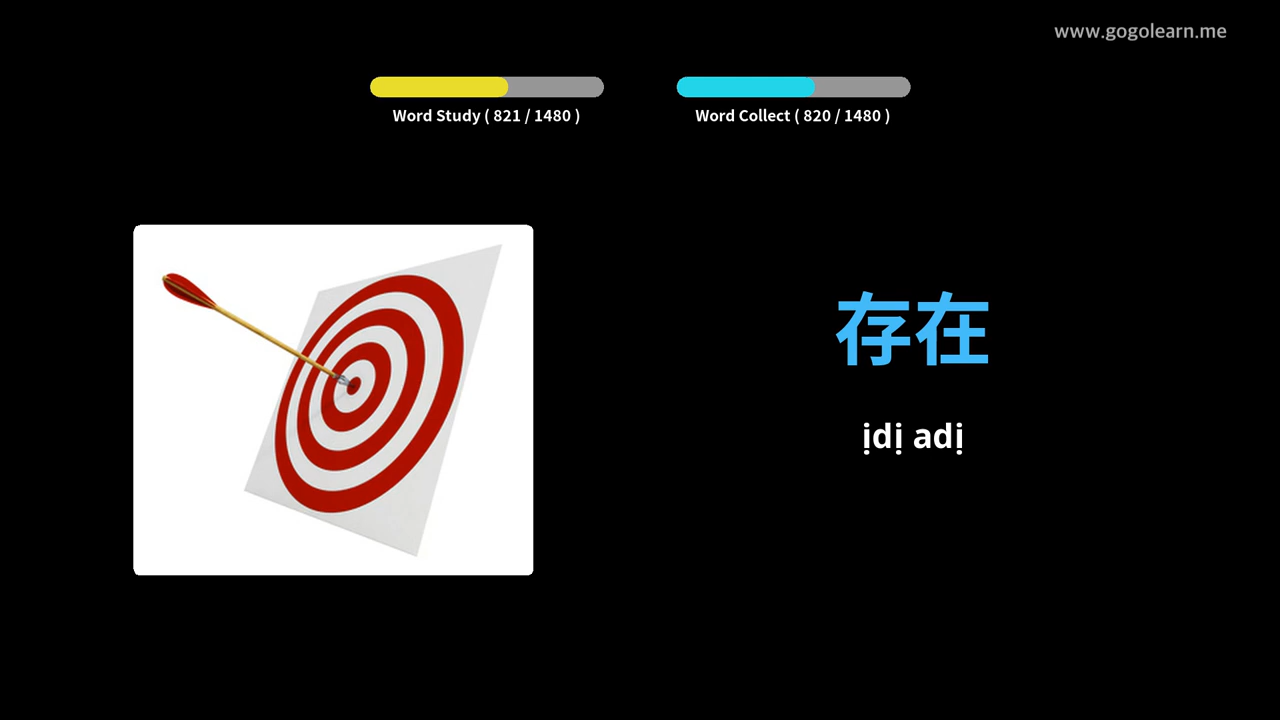 www.gogolearn.me
Word Study ( 821 / 1480 )
Word Collect ( 820 / 1480 )
存在
ịdị adị